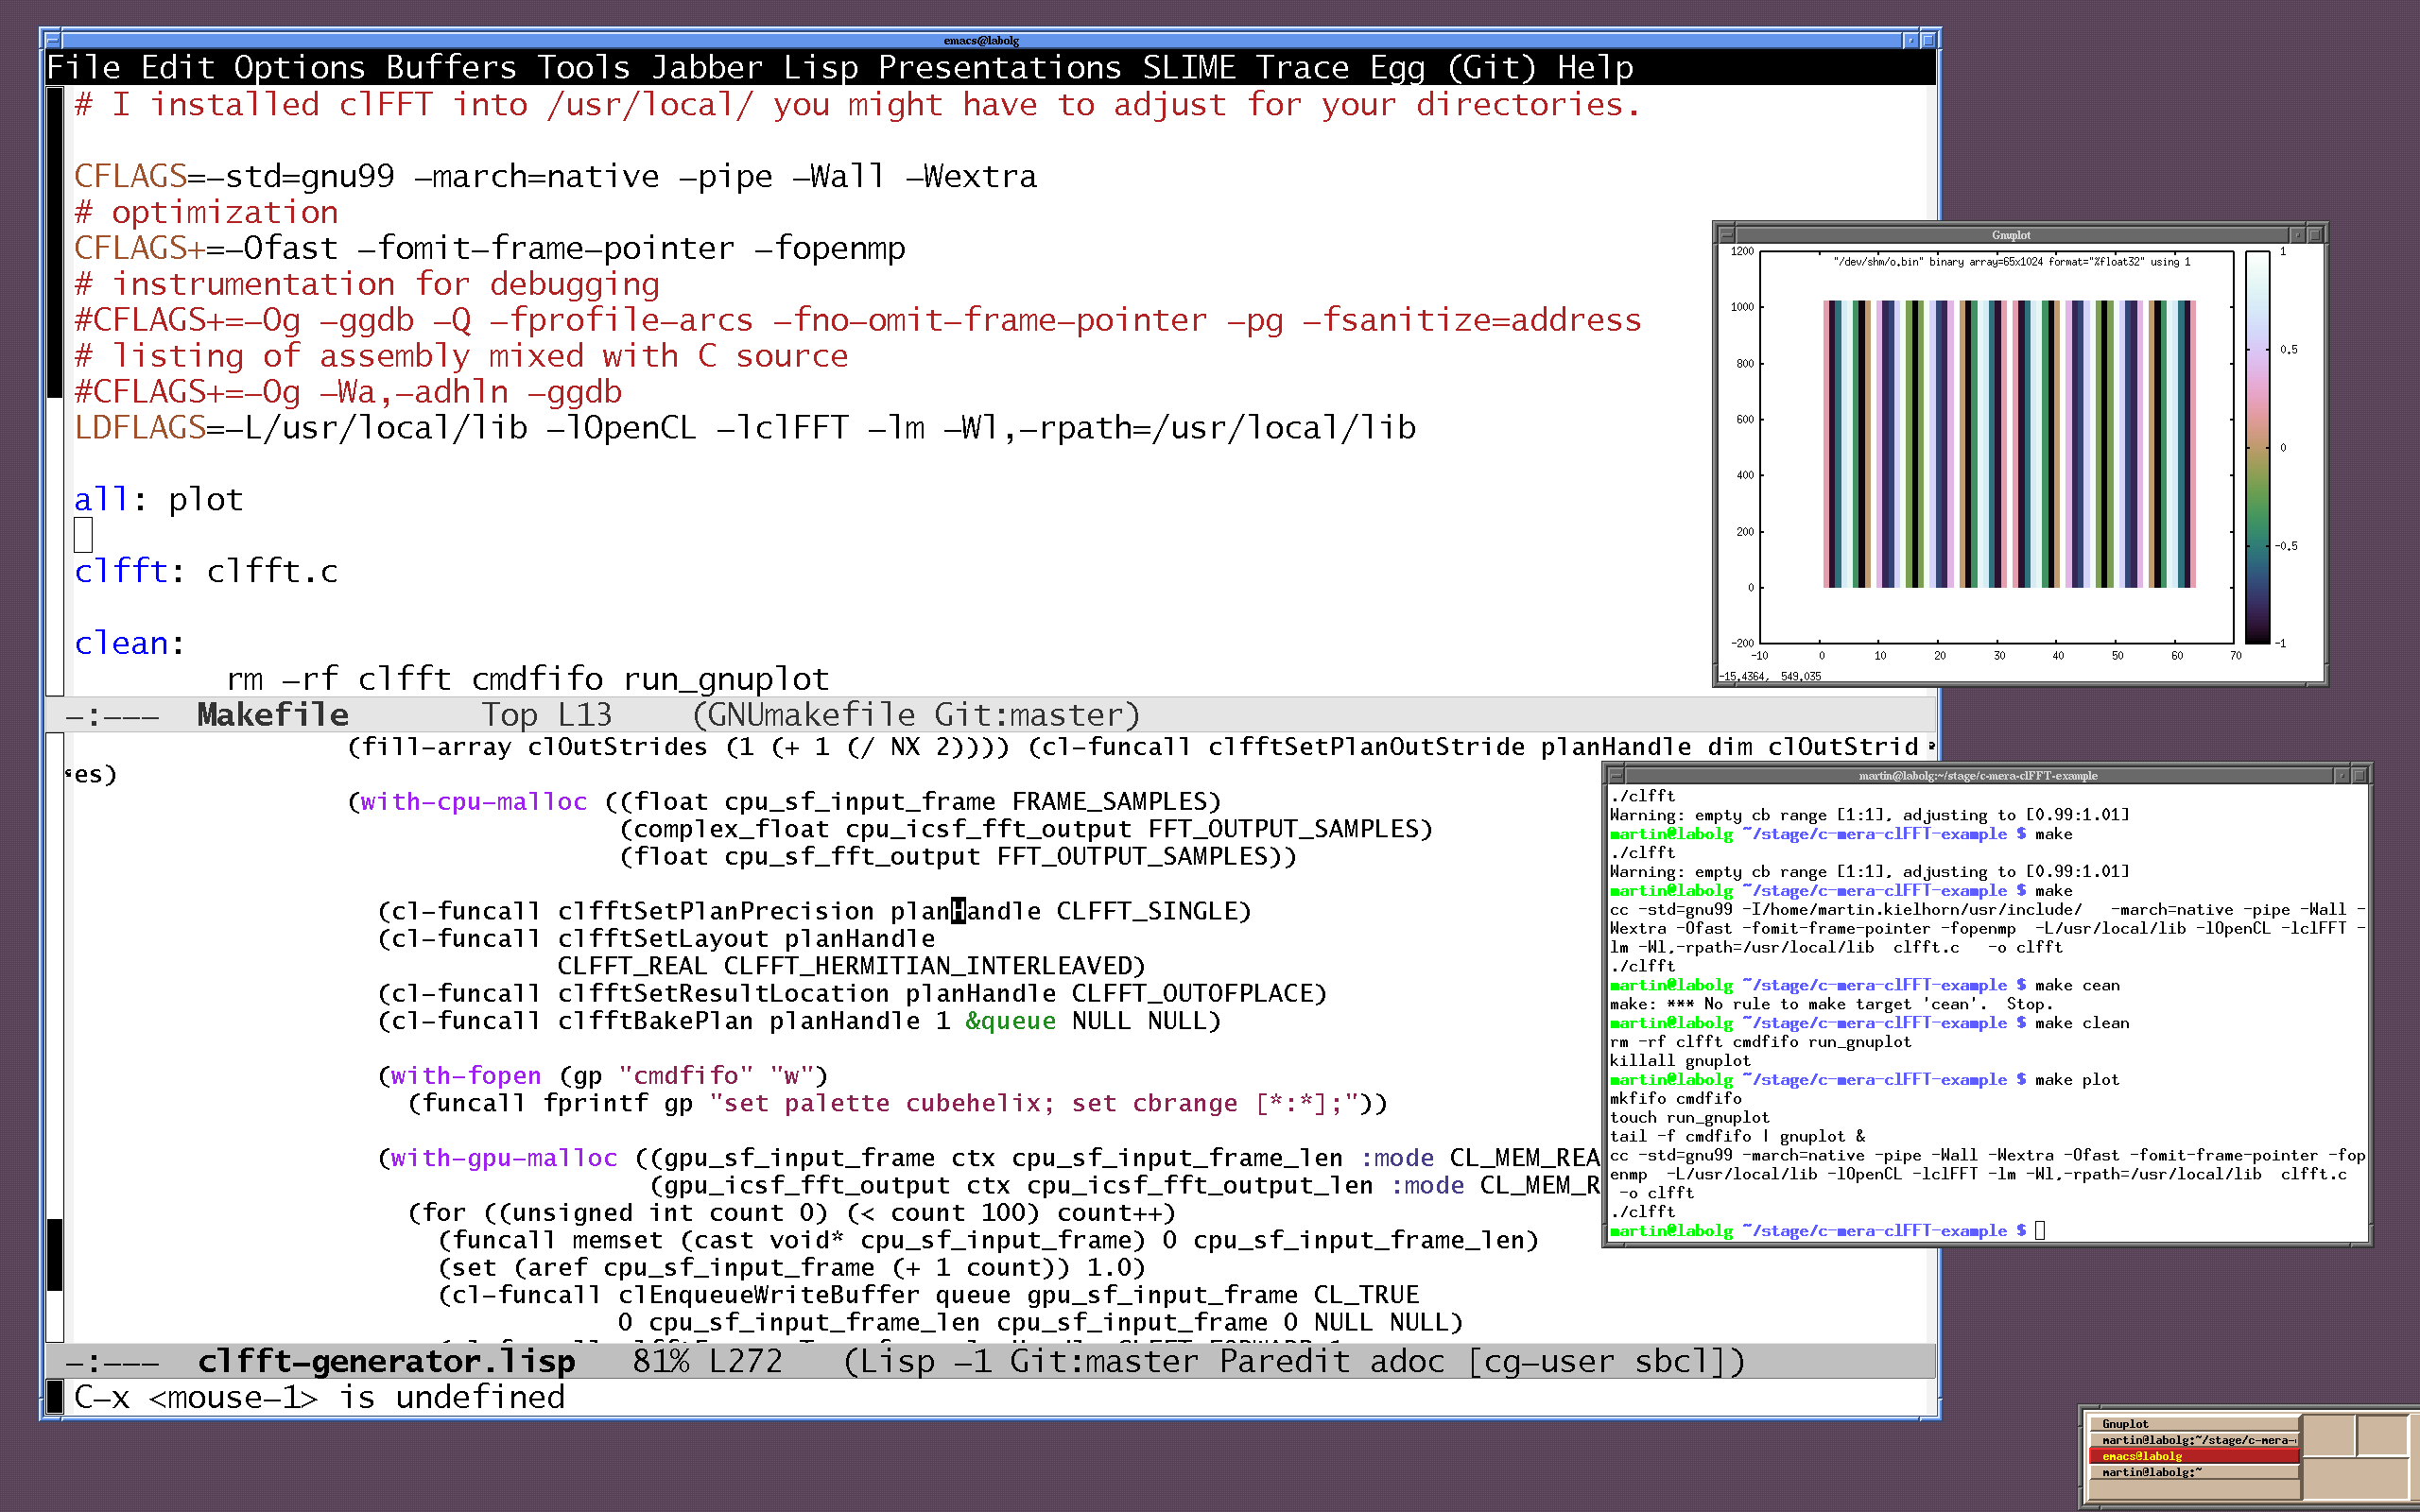 emacs@labolg
File Edit Options Buffers Tools Jabber Lisp Presentations SLIME Trace Egg (Git) Help
# I installed clFFT into /usr/local/ you might have to adjust for your directories.
CFLAGS=-std=gnu99 -march=native -pipe -Wall -Wextra
# optimization
CFLAGS+=-Ofast -fomit-frame-pointer -fopenmp
# instrumentation for debugging
#CFLAGS+=-Og -ggdb -Q -fprofile-arcs -fno-omit-frame-pointer -pg -fsanitize=address
# listing of assembly mixed with C source
#CFLAGS+=-Og -Wa,-adhln -ggdb
LDFLAGS=-L/usr/local/lib -lOpenCL -lclFFT -lm -Wl,-rpath=/usr/local/lib
all: plot
clfft: clfft.c
clean:
rm -rf clfft cmdfifo run_gnuplot
-:--- Makefile Top L13 (GNUmakefile Git:master)
(fill-array clOutStrides (1 (+ 1 (/ NX 2)))) (cl-funcall clfftSetPlanOutStride planHandle dim clOutStrid
es)
(with-cpu-malloc ((float cpu_sf_input_frame FRAME_SAMPLES)
(complex_float cpu_icsf_fft_output FFT_OUTPUT_SAMPLES)
(float cpu_sf_fft_output FFT_OUTPUT_SAMPLES))
(cl-funcall clfftSetPlanPrecision planHandle CLFFT_SINGLE)
(cl-funcall clfftSetLayout planHandle
CLFFT_REAL CLFFT_HERMITIAN_INTERLEAVED)
(cl-funcall clfftSetResultLocation planHandle CLFFT_OUTOFPLACE)
(cl-funcall clfftBakePlan planHandle 1 &queue NULL NULL)
(with-fopen (gp "cmdfifo" "w")
(funcall fprintf gp "set palette cubehelix; set cbrange [*:*];"))
(with-gpu-malloc ((gpu_sf_input_frame ctx cpu_sf_input_frame_len :mode CL_MEM_REA
(gpu_icsf_fft_output ctx cpu_icsf_fft_output_len :mode CL_MEM_R
(for ((unsigned int count 0) (< count 100) count++)
(funcall memset (cast void* cpu_sf_input_frame) 0 cpu_sf_input_frame_len)
(set (aref cpu_sf_input_frame (+ 1 count)) 1.0)
(cl-funcall clEnqueueWriteBuffer queue gpu_sf_input_frame CL_TRUE
0 cpu_sf_input_frame_len cpu_sf_input_frame 0 NULL NULL)
-:--- clfft-generator.lisp 81% L272 (Lisp -1 Git:master Paredit adoc [cg-user sbcl])
C-x <mouse-1> is undefined
Gnuplot
"/dev/shm/o.bin" binary array=65x1024 format="%float32" using 1
1200
1000
800
600
400
200
0
-200
-10 0 10 20 30 40 50 60 70
1
0.5
0
-0.5
-1
-15.4364, 549.035
martin@labolg:~/stage/c-mera-clFFT-example
./clfft
Warning: empty cb range [1:1], adjusting to [0.99:1.01]
martin@labolg ~/stage/c-mera-clFFT-example $ make
./clfft
Warning: empty cb range [1:1], adjusting to [0.99:1.01]
martin@labolg ~/stage/c-mera-clFFT-example $ make
cc -std=gnu99 -I/home/martin.kielhorn/usr/include/ -march=native -pipe -Wall -
Wextra -Ofast -fomit-frame-pointer -fopenmp -L/usr/local/lib -lOpenCL -lclFFT -
lm -Wl,-rpath=/usr/local/lib clfft.c -o clfft
./clfft
martin@labolg ~/stage/c-mera-clFFT-example $ make cean
make: *** No rule to make target 'cean'. Stop.
martin@labolg ~/stage/c-mera-clFFT-example $ make clean
rm -rf clfft cmdfifo run_gnuplot
killall gnuplot
martin@labolg ~/stage/c-mera-clFFT-example $ make plot
mkfifo cmdfifo
touch run_gnuplot
tail -f cmdfifo | gnuplot &
cc -std=gnu99 -march=native -pipe -Wall -Wextra -Ofast -fomit-frame-pointer -fop
enmp -L/usr/local/lib -lOpenCL -lclFFT -lm -Wl,-rpath=/usr/local/lib clfft.c
-o clfft
./clfft
martin@labolg ~/stage/c-mera-clFFT-example $
Gnuplot
martin@labolg:~/stage/c-mera-
emacs@labolg
martin@labolg:~